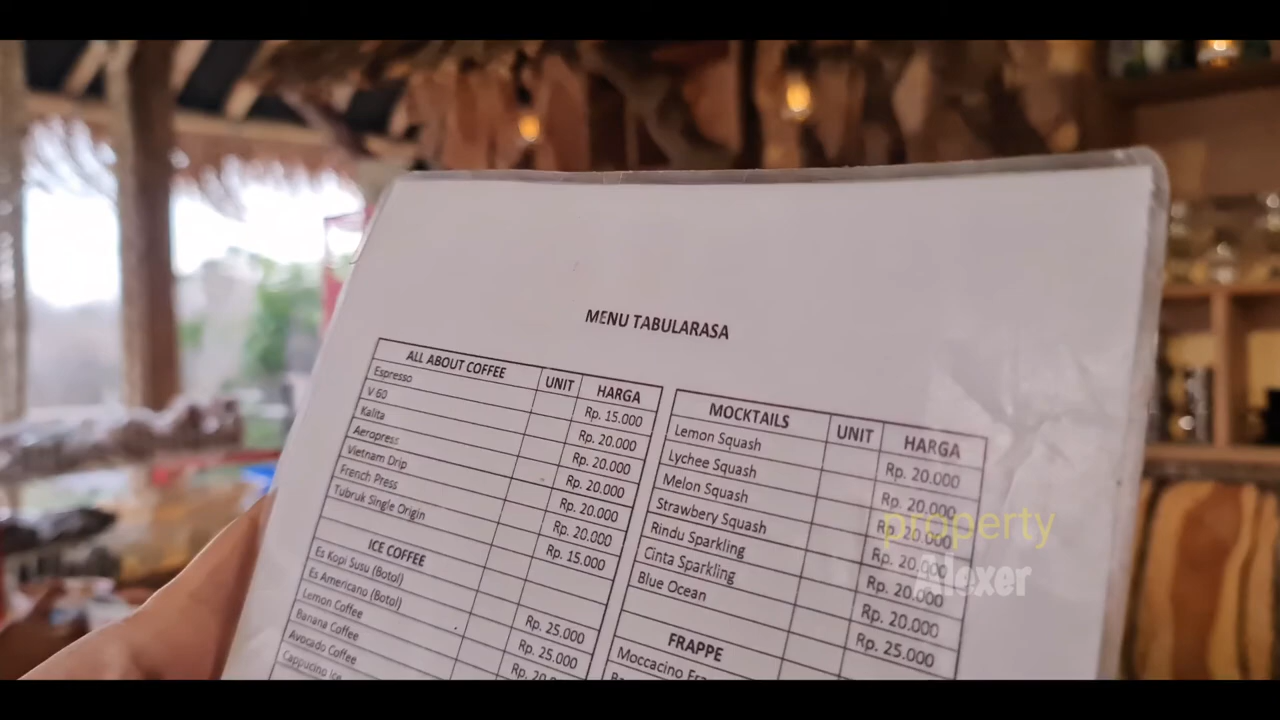 MENU TABULARASA
ALL ABOUT COFFEE UNIT HARGA
Espresso Rp. 15.000
V 60 Rp. 20.000
Kalita Rp. 20.000
Aeropress Rp. 20.000
Vietnam Drip Rp. 20.000
French Press Rp. 20.000
Tubruk Single Origin Rp. 15.000
ICE COFFEE
Es Kopi Susu (Botol) Rp. 25.000
Es Americano (Botol) Rp. 25.000
Lemon Coffee
Banana Coffee
Avocado Coffee
Cappucino Ice
MOCKTAILS UNIT HARGA
Lemon Squash Rp. 20.000
Lychee Squash Rp. 20.000
Melon Squash Rp. 20.000
Strawbery Squash Rp. 20.000
Rindu Sparkling Rp. 20.000
Cinta Sparkling Rp. 20.000
Blue Ocean Rp. 25.000
FRAPPE
Moccacino
property
Alexer